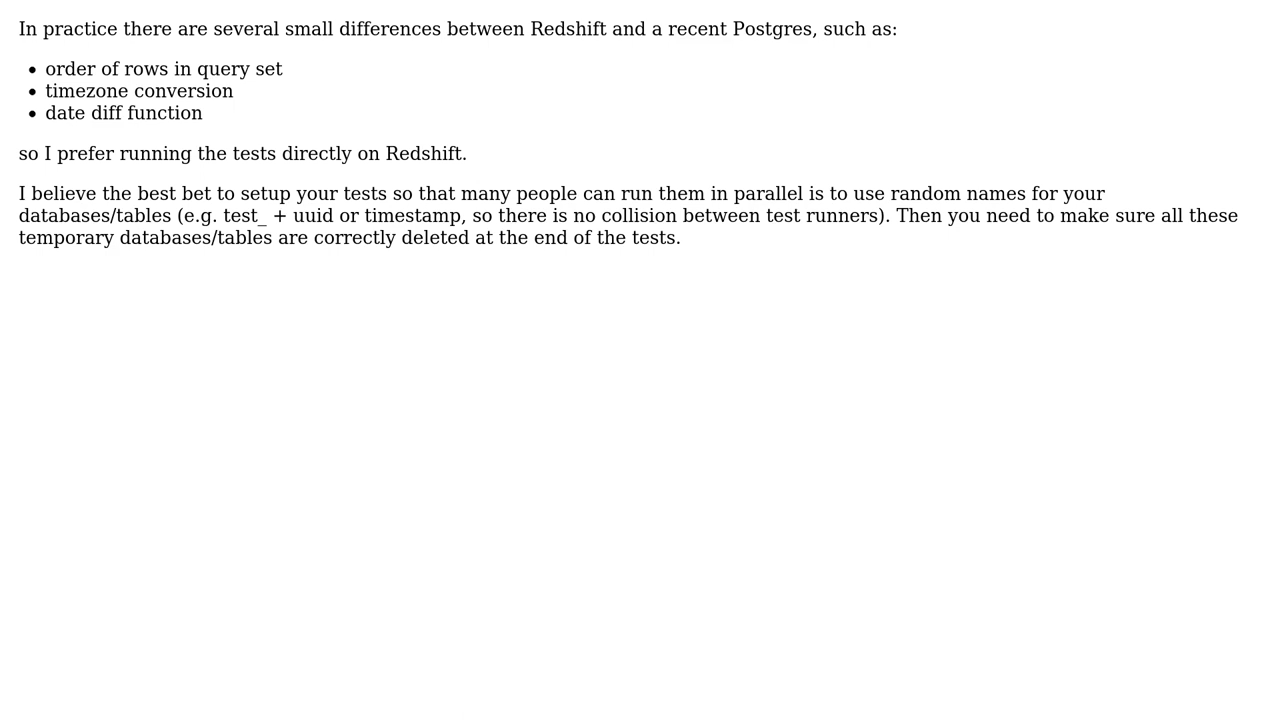 In practice there are several small differences between Redshift and a recent Postgres, such as:
• order of rows in query set
• timezone conversion
• date diff function
so I prefer running the tests directly on Redshift.
I believe the best bet to setup your tests so that many people can run them in parallel is to use random names for your
databases/tables (e.g. test_ + uuid or timestamp, so there is no collision between test runners). Then you need to make sure all these
temporary databases/tables are correctly deleted at the end of the tests.